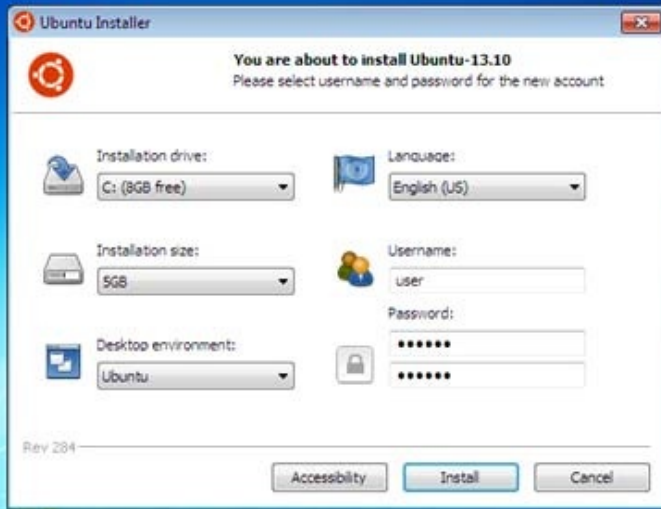 Ubuntu Installer
You are about to install Ubuntu-13.10
Please select username and password for the new account
Installation drive:
C: (8GB free)
Language:
English (US)
Installation size:
5GB
Username:
user
Password:
••••••
Desktop environment:
Ubuntu
••••••
Rev 284
Accessibility
Install
Cancel